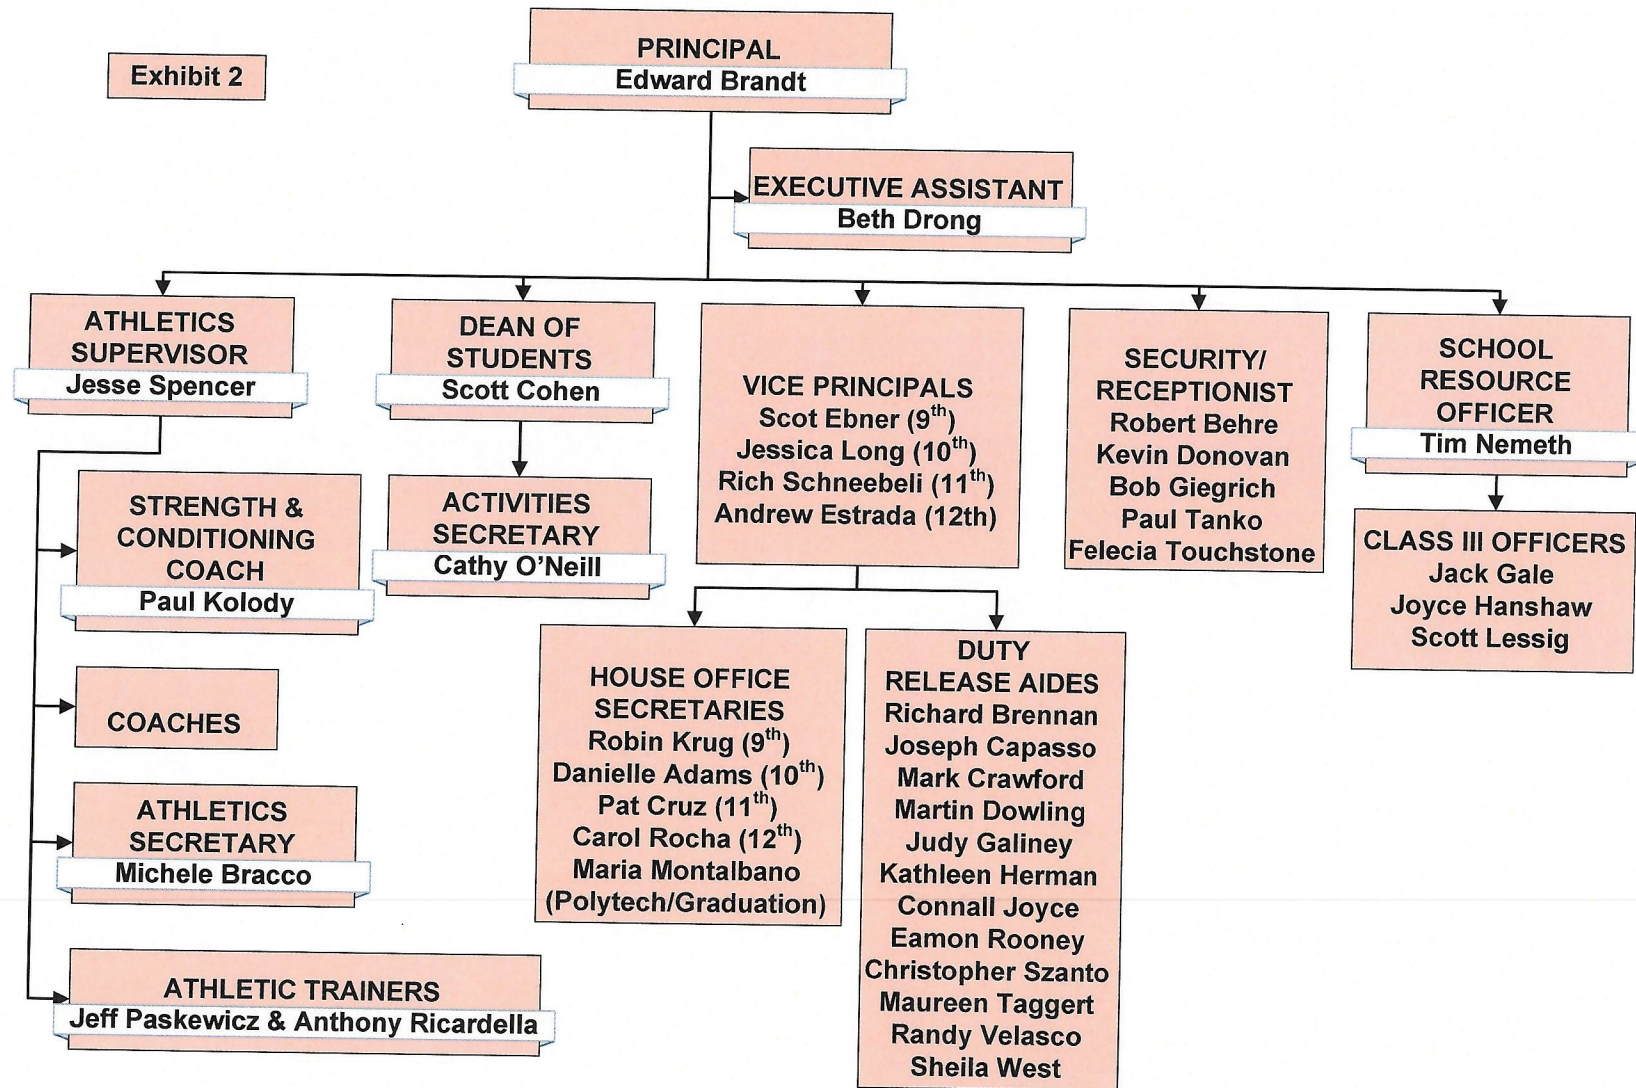 Exhibit 2
PRINCIPAL
Edward Brandt
EXECUTIVE ASSISTANT
Beth Drong
ATHLETICS
SUPERVISOR
Jesse Spencer
STRENGTH &
CONDITIONING
COACH
Paul Kolody
COACHES
ATHLETICS
SECRETARY
Michele Bracco
ATHLETIC TRAINERS
Jeff Paskewicz & Anthony Ricardella
DEAN OF
STUDENTS
Scott Cohen
ACTIVITIES
SECRETARY
Cathy O’Neill
VICE PRINCIPALS
Scot Ebner (9th)
Jessica Long (10th)
Rich Schneebeli (11th)
Andrew Estrada (12th)
HOUSE OFFICE
SECRETARIES
Robin Krug (9th)
Danielle Adams (10th)
Pat Cruz (11th)
Carol Rocha (12th)
Maria Montalbano
(Polytech/Graduation)
DUTY
RELEASE AIDES
Richard Brennan
Joseph Capasso
Mark Crawford
Martin Dowling
Judy Galiney
Kathleen Herman
Connall Joyce
Eamon Rooney
Christopher Szanto
Maureen Taggert
Randy Velasco
Sheila West
SECURITY/
RECEPTIONIST
Robert Behre
Kevin Donovan
Bob Giegrich
Paul Tanko
Felecia Touchstone
SCHOOL
RESOURCE
OFFICER
Tim Nemeth
CLASS III OFFICERS
Jack Gale
Joyce Hanshaw
Scott Lessig